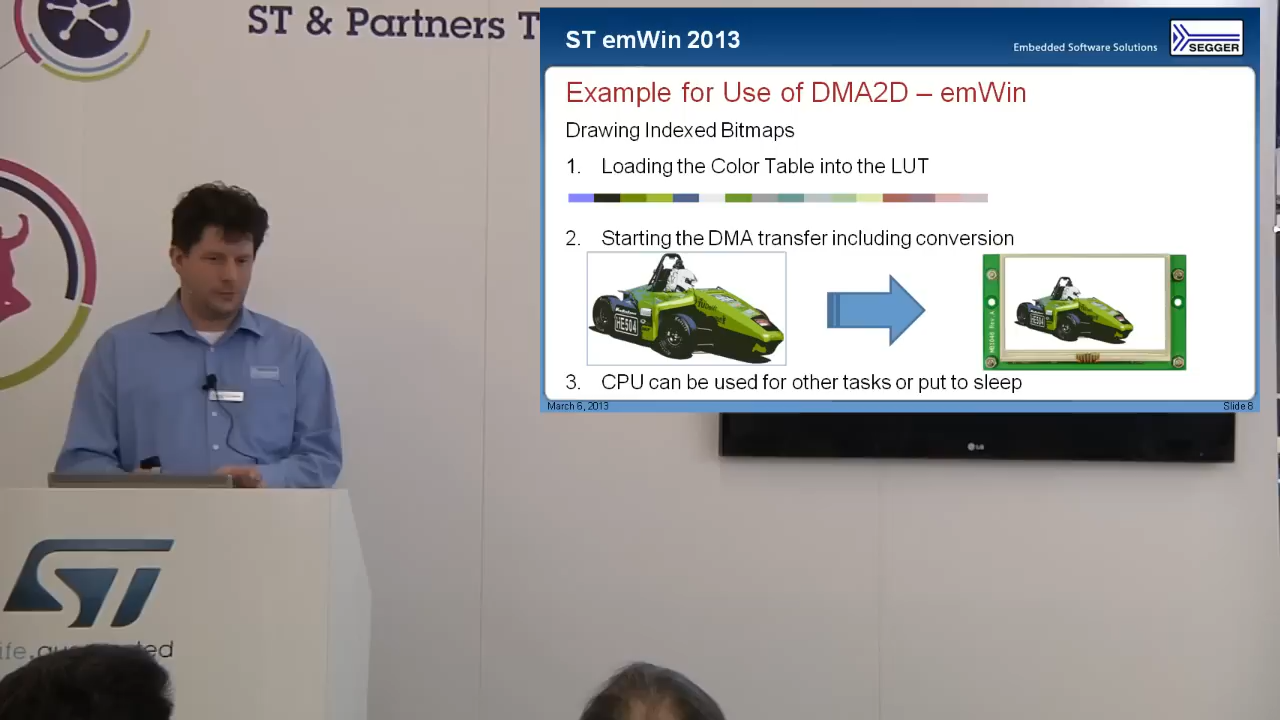 ST & Partners T
ST emWin 2013
Embedded Software Solutions
SEGGER
Example for Use of DMA2D – emWin
Drawing Indexed Bitmaps
1. Loading the Color Table into the LUT
2. Starting the DMA transfer including conversion
HE504
3. CPU can be used for other tasks or put to sleep
March 6, 2013
Slide 8
LG
ST